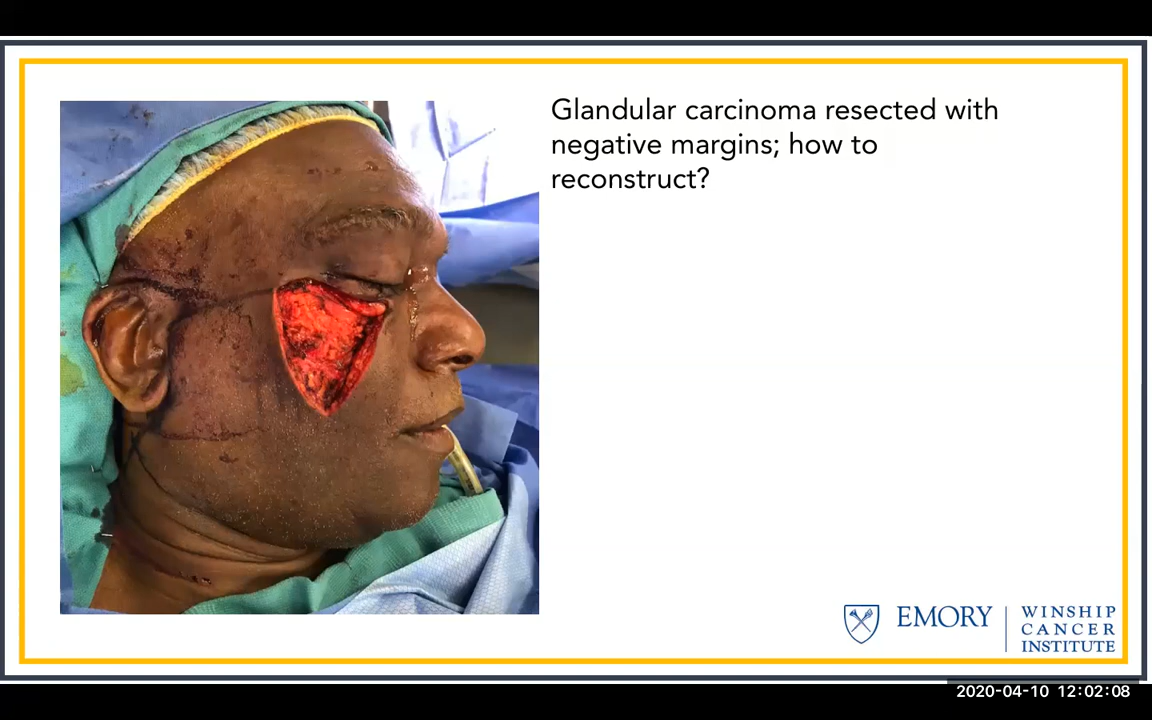 Glandular carcinoma resected with
negative margins; how to
reconstruct?
EMORY
WINSHIP
CANCER
INSTITUTE
2020-04-10 12:02:08